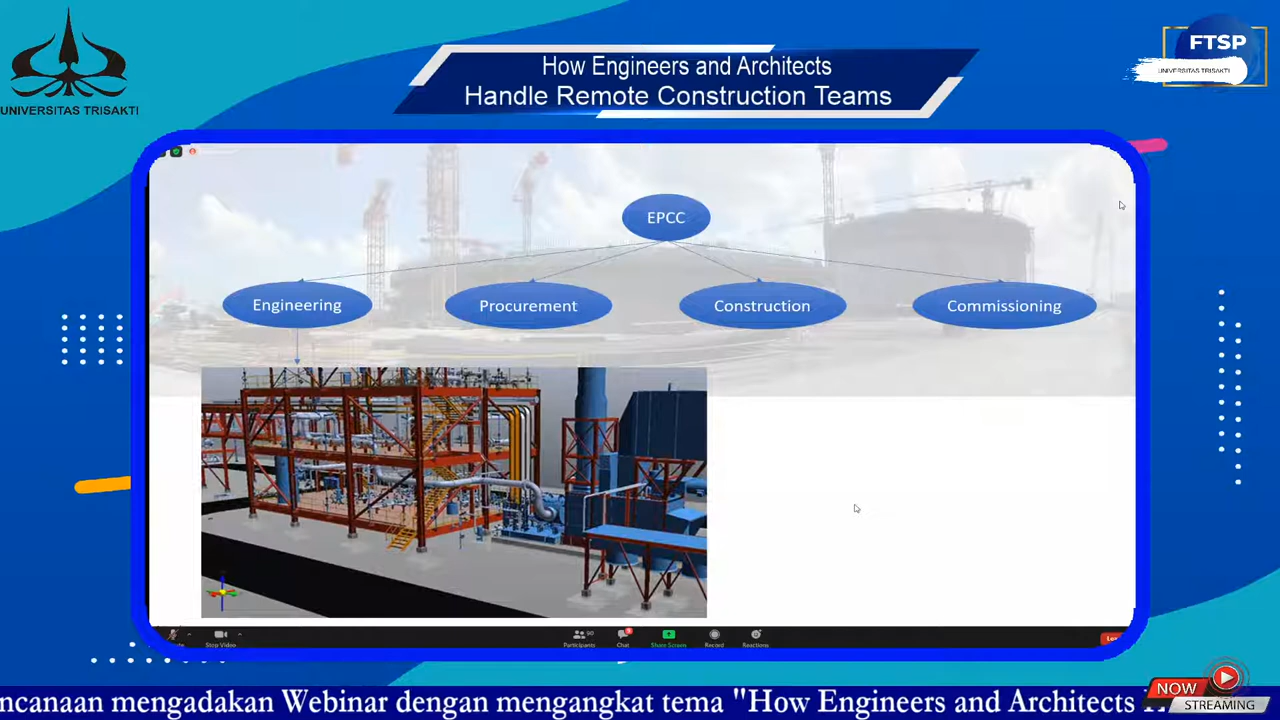 UNIVERSITAS TRISAKTI
How Engineers and Architects
Handle Remote Construction Teams
FTSP
UNIVERSITAS TRISAKTI
EPCC
Engineering
Procurement
Construction
Commissioning
Stop Video
Participants
90
Chat
Share Screen
Record
Reactions
ncanaan mengadakan Webinar dengan mengangkat tema "How Engineers and Architects
NOW
STREAMING